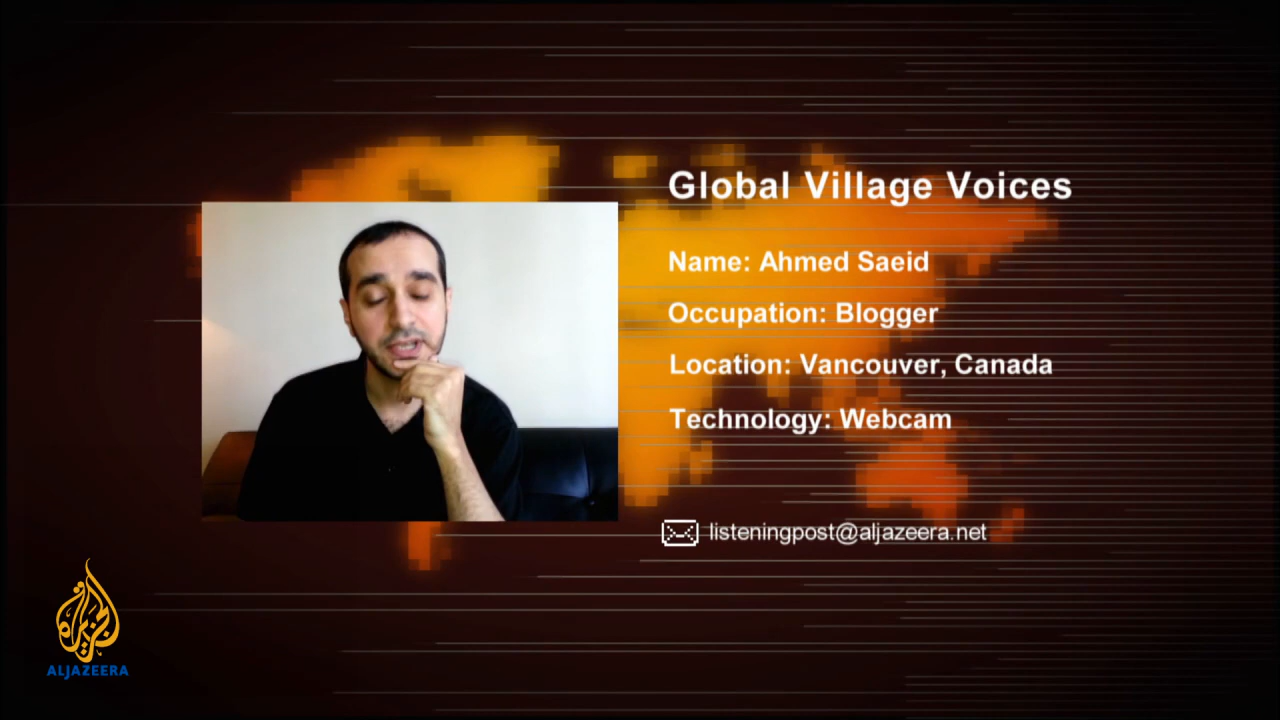 Global Village Voices
Name: Ahmed Saeid
Occupation: Blogger
Location: Vancouver, Canada
Technology: Webcam
listeningpost@aljazeera.net
الجزيرة
ALJAZEERA